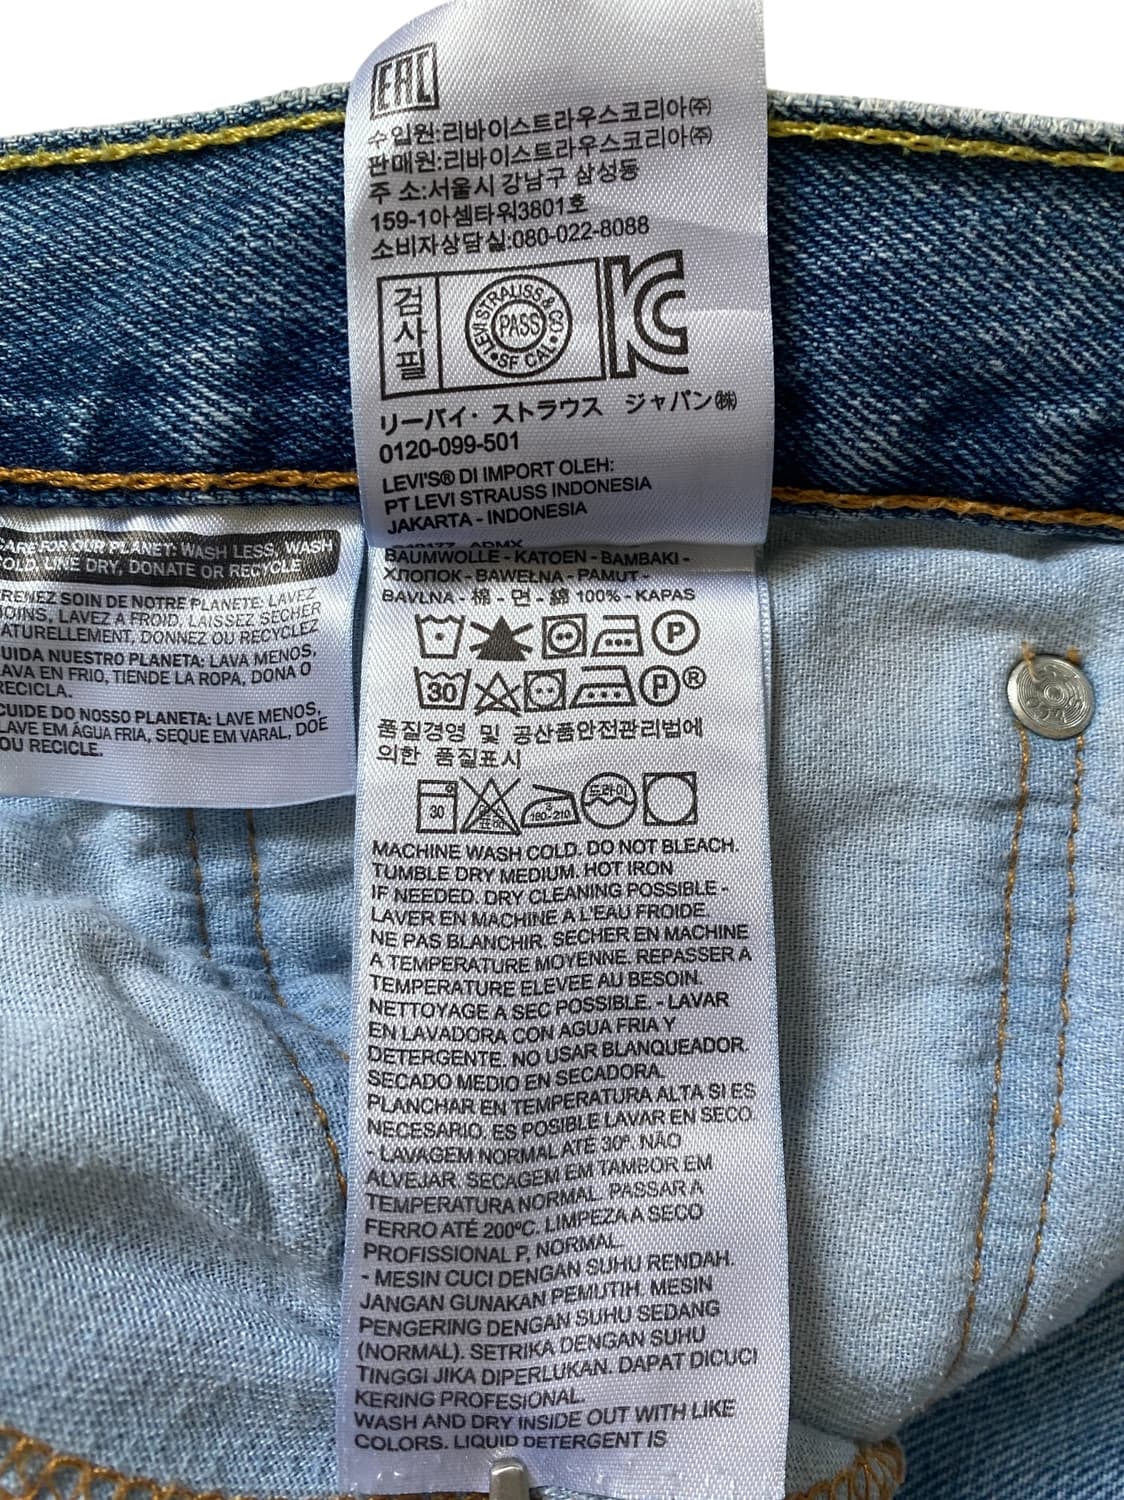 EAC
수입원:리바이스트라우스코리아㈜
판매원:리바이스트라우스코리아㈜
주 소:서울시 강남구 삼성동
159-1아셈타워3801호
소비자상담실:080-022-8088
검사필
LEVI STRAUSS & CO
PASS
SF CAL
KC
リーバイ・ストラウス ジャパン㈱
0120-099-501
LEVI'S® DI IMPORT OLEH:
PT LEVI STRAUSS INDONESIA
JAKARTA - INDONESIA
BAUMWOLLE - KATOEN - BAMBAKI -
ХЛОПОК - BAWEŁNA - PAMUT -
BAVLNA - 棉 - 면 - 綿 100% - KAPAS
P
30 P ®
품질경영 및 공산품안전관리법에
의한 품질표시
30 180-210 드라이
MACHINE WASH COLD. DO NOT BLEACH.
TUMBLE DRY MEDIUM. HOT IRON
IF NEEDED. DRY CLEANING POSSIBLE -
LAVER EN MACHINE A L'EAU FROIDE.
NE PAS BLANCHIR. SECHER EN MACHINE
A TEMPERATURE MOYENNE. REPASSER A
TEMPERATURE ELEVEE AU BESOIN.
NETTOYAGE A SEC POSSIBLE. - LAVAR
EN LAVADORA CON AGUA FRIA Y
DETERGENTE. NO USAR BLANQUEADOR.
SECADO MEDIO EN SECADORA.
PLANCHAR EN TEMPERATURA ALTA SI ES
NECESARIO. ES POSIBLE LAVAR EN SECO
- LAVAGEM NORMAL ATÉ 30º. NÃO
ALVEJAR. SECAGEM EM TAMBOR EM
TEMPERATURA NORMAL. PASSAR A
FERRO ATÉ 200ºC. LIMPEZA A SECO
PROFISSIONAL P, NORMAL.
- MESIN CUCI DENGAN SUHU RENDAH.
JANGAN GUNAKAN PEMUTIH. MESIN
PENGERING DENGAN SUHU SEDANG
(NORMAL). SETRIKA DENGAN SUHU
TINGGI JIKA DIPERLUKAN. DAPAT DICUCI
KERING PROFESIONAL.
WASH AND DRY INSIDE OUT WITH LIKE
COLORS. LIQUID DETERGENT IS
CARE FOR OUR PLANET: WASH LESS, WASH
COLD, LINE DRY, DONATE OR RECYCLE
PRENEZ SOIN DE NOTRE PLANETE: LAVEZ
MOINS, LAVEZ A FROID, LAISSEZ SECHER
NATURELLEMENT, DONNEZ OU RECYCLEZ
CUIDA NUESTRO PLANETA: LAVA MENOS,
LAVA EN FRIO, TIENDE LA ROPA, DONA O
RECICLA.
CUIDE DO NOSSO PLANETA: LAVE MENOS,
LAVE EM ÁGUA FRIA, SEQUE EM VARAL, DOE
OU RECICLE.